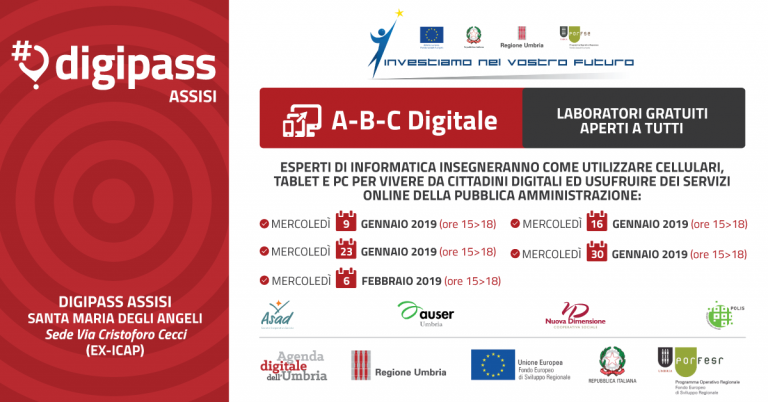 #digipass
ASSISI
DIGIPASS ASSISI
SANTA MARIA DEGLI ANGELI
Sede Via Cristoforo Cecci
(EX-ICAP)
Regione Umbria
investiamo nel vostro futuro
A-B-C Digitale
LABORATORI GRATUITI
APERTI A TUTTI
ESPERTI DI INFORMATICA INSEGNERANNO COME UTILIZZARE CELLULARI,
TABLET E PC PER VIVERE DA CITTADINI DIGITALI ED USUFRUIRE DEI SERVIZI
ONLINE DELLA PUBBLICA AMMINISTRAZIONE:
MERCOLEDÌ 9 GENNAIO 2019 (ore 15>18)
MERCOLEDÌ 16 GENNAIO 2019 (ore 15>18)
MERCOLEDÌ 23 GENNAIO 2019 (ore 15>18)
MERCOLEDÌ 30 GENNAIO 2019 (ore 15>18)
MERCOLEDÌ 6 FEBBRAIO 2019 (ore 15>18)
Asad
auser
Umbria
Nuova Dimensione
COOPERATIVA SOCIALE
POLIS
Agenda
digitale
dell'Umbria
Regione Umbria
Unione Europea
Fondo Europeo
di Sviluppo Regionale
REPUBBLICA ITALIANA
UMBRIA
porfesr
Programma Operativo Regionale
Fondo Europeo
di Sviluppo Regionale